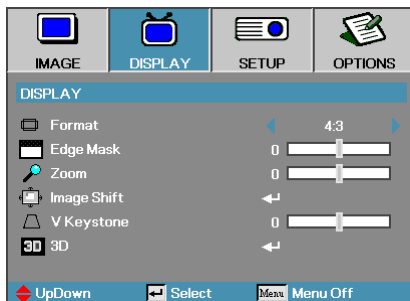 IMAGE DISPLAY SETUP OPTIONS
DISPLAY
Format 4:3
Edge Mask 0
Zoom 0
Image Shift
V Keystone 0
3D 3D
UpDown Select Menu Menu Off